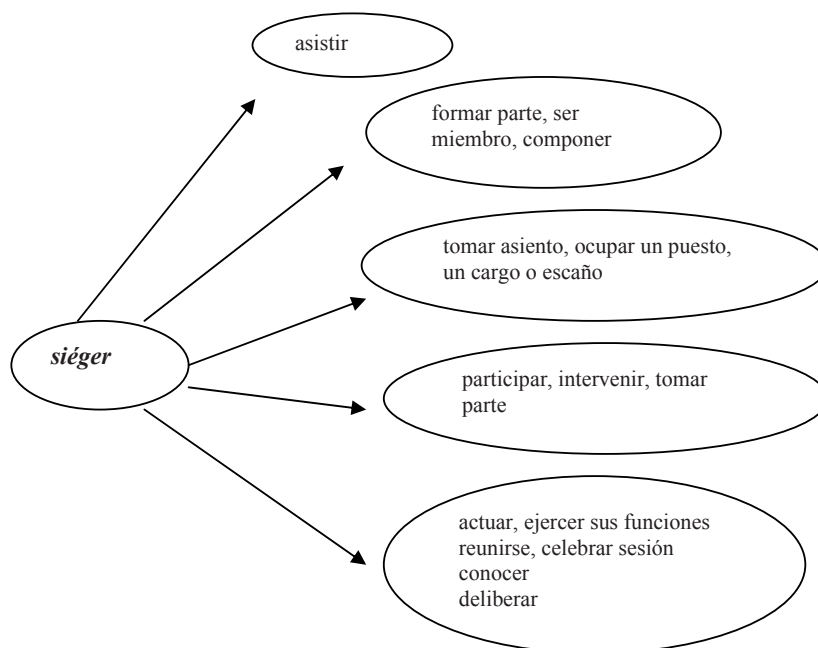 asistir
formar parte, ser
miembro, componer
tomar asiento, ocupar un puesto,
un cargo o escaño
siéger
participar, intervenir, tomar
parte
actuar, ejercer sus funciones
reunirse, celebrar sesión
conocer
deliberar